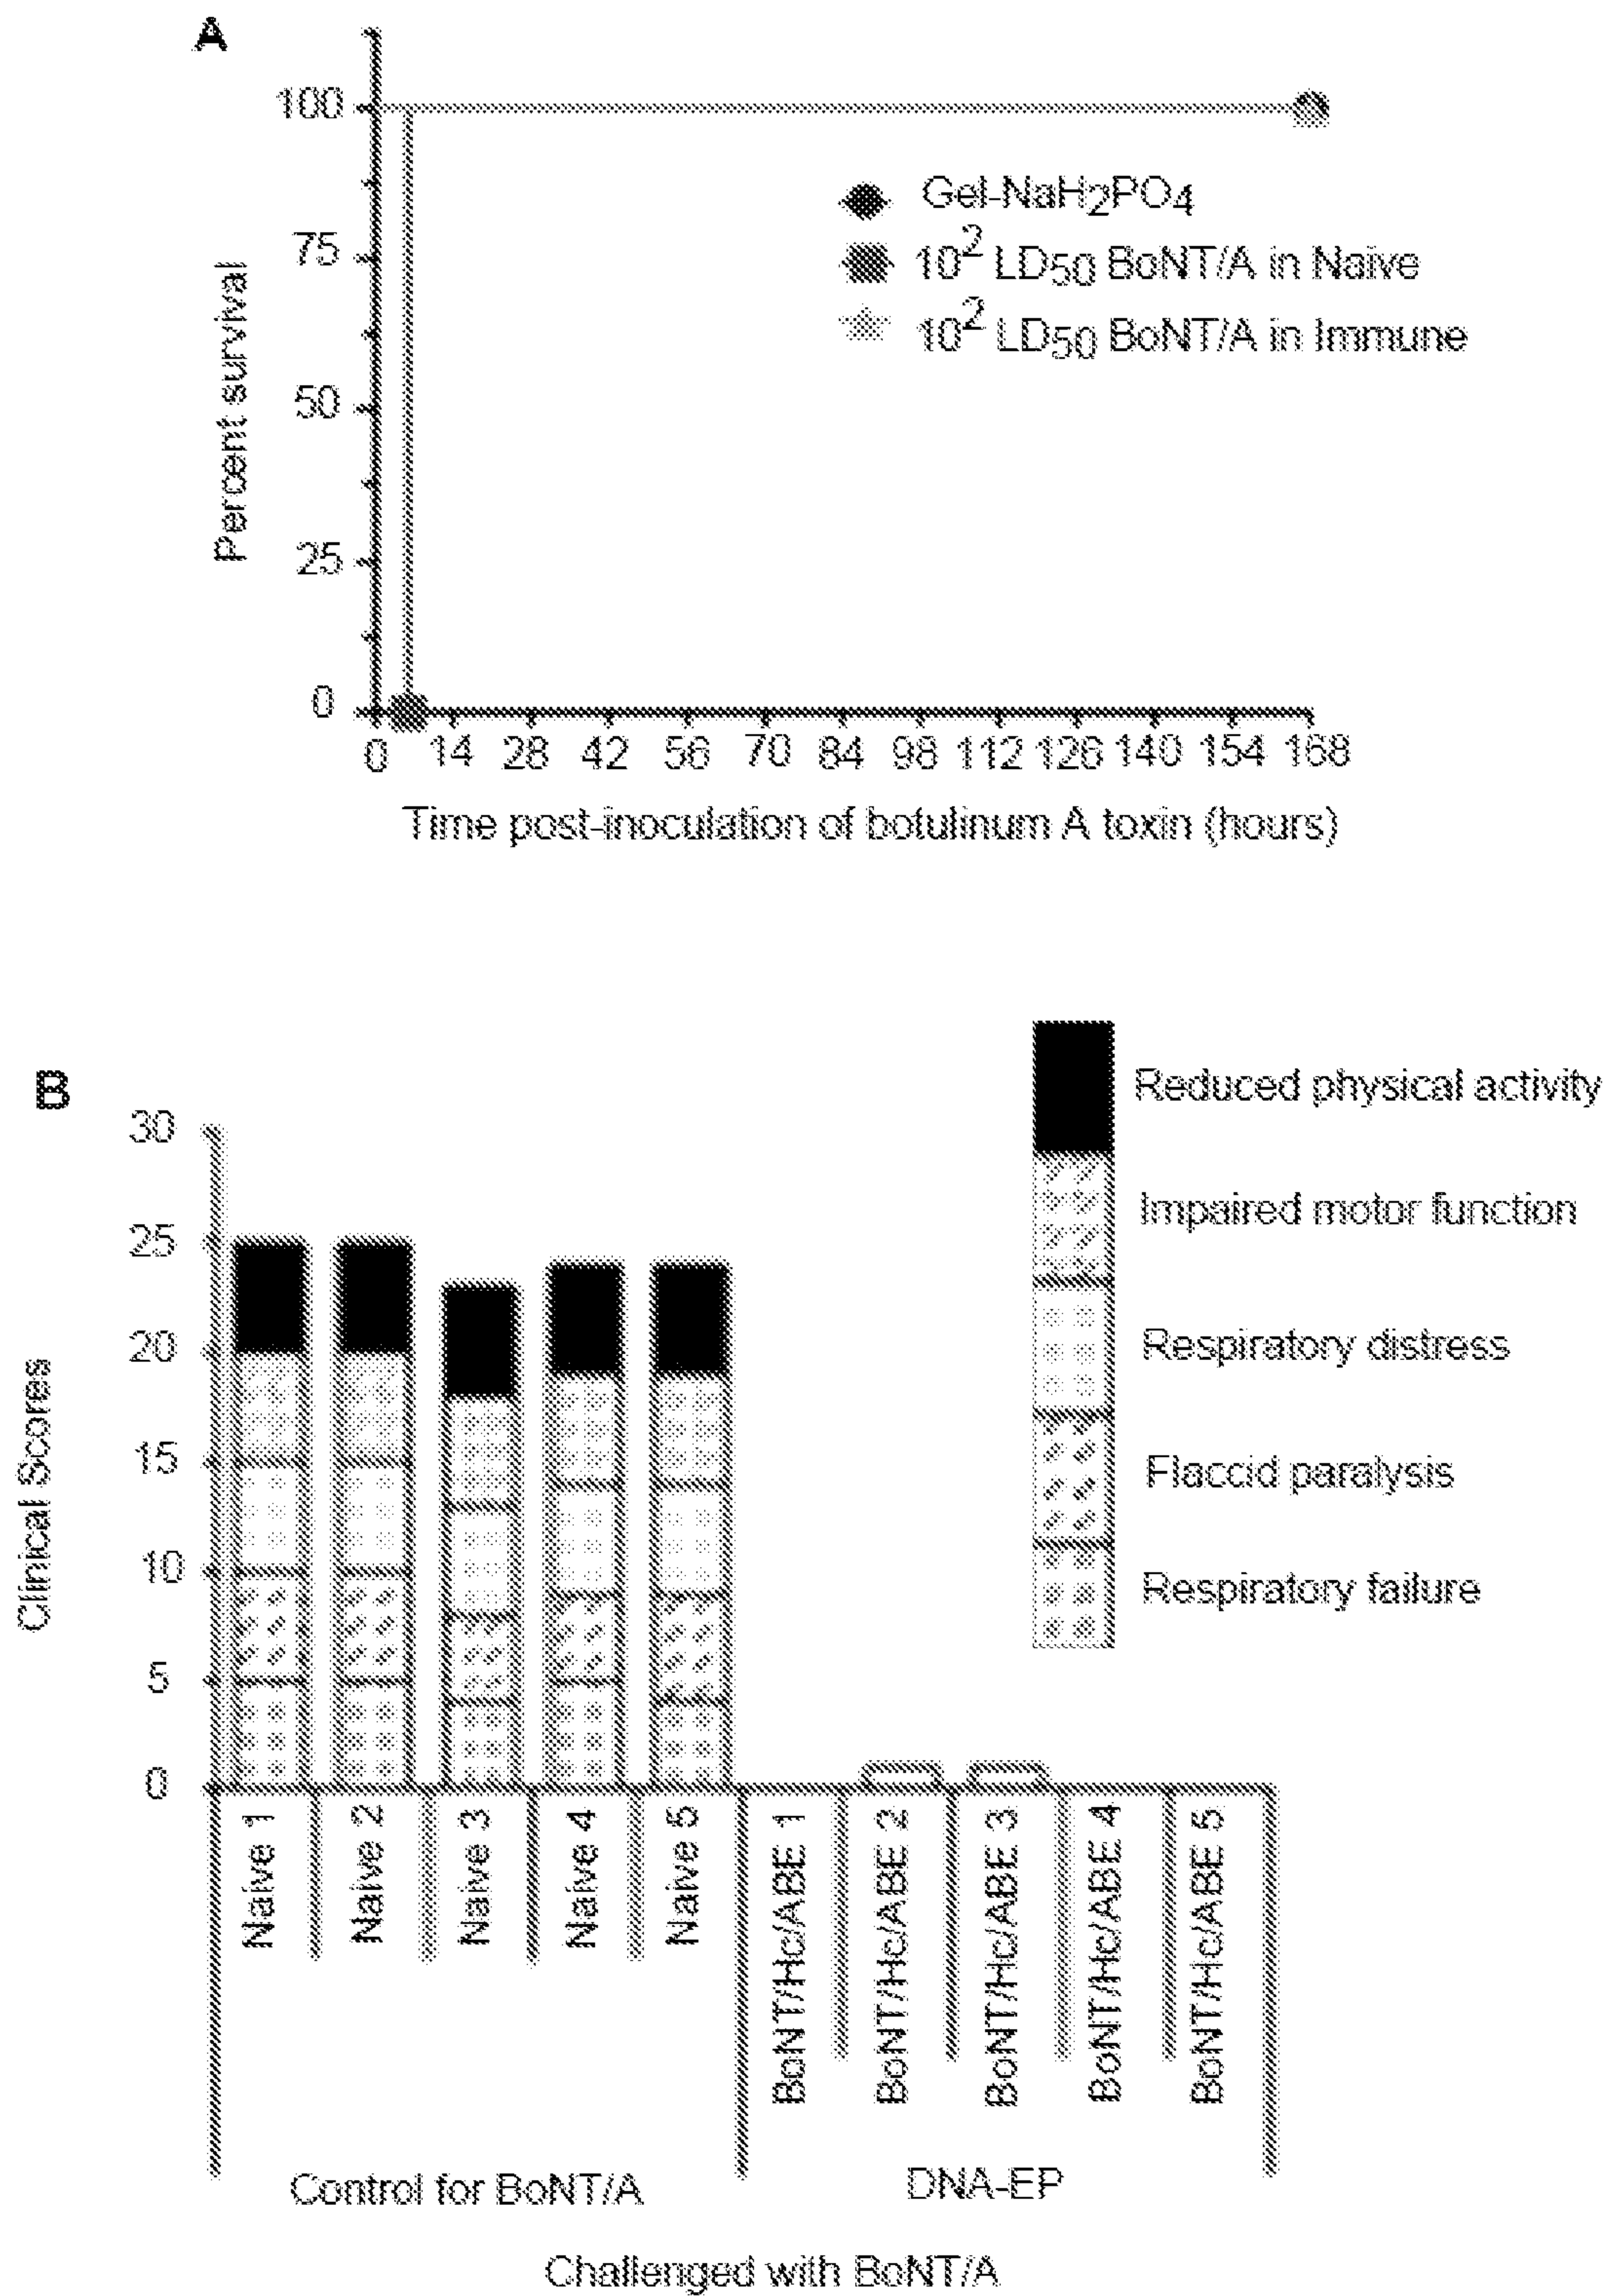 A
100
75
50
25
0
Percent survival
Gel-NaH2PO4
10^2 LD50 BoNT/A in Naive
10^2 LD50 BoNT/A in Immune
0 14 28 42 56 70 84 98 112 126 140 154 168
Time post-inoculation of botulinum A toxin (hours)
B
30
25
20
15
10
5
0
Clinical Scores
Reduced physical activity
Impaired motor function
Respiratory distress
Flaccid paralysis
Respiratory failure
Naive 1
Naive 2
Naive 3
Naive 4
Naive 5
BoNT/Hc/ABE 1
BoNT/Hc/ABE 2
BoNT/Hc/ABE 3
BoNT/Hc/ABE 4
BoNT/Hc/ABE 5
Control for BoNT/A
DNA-EP
Challenged with BoNT/A